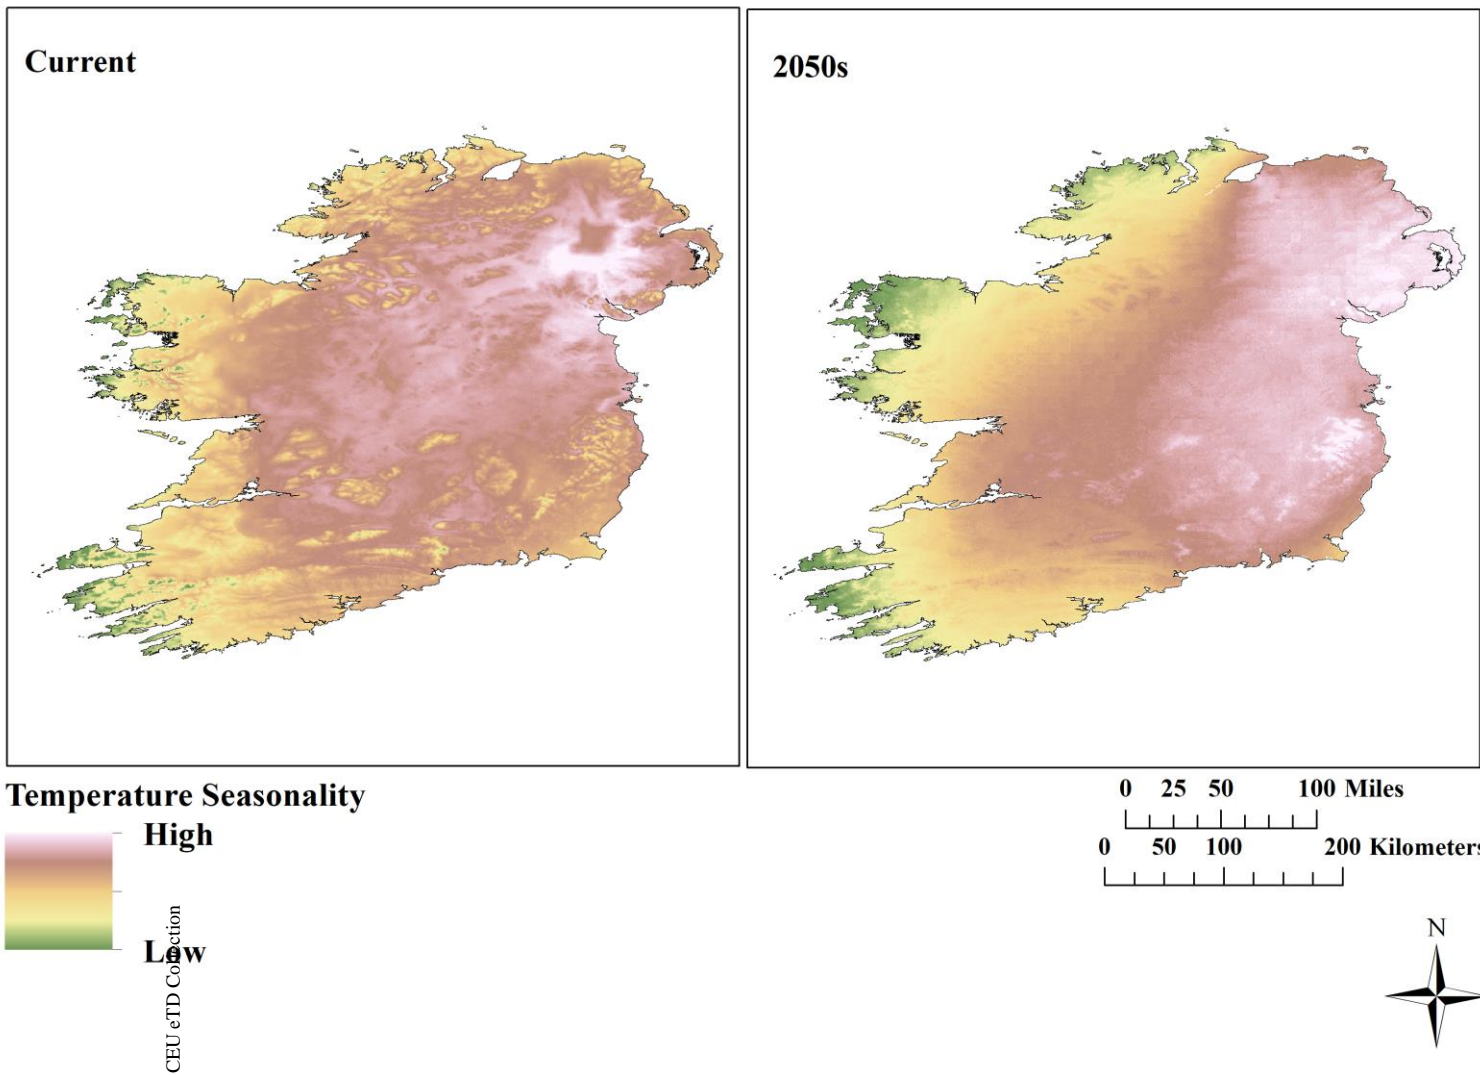 Current
2050s
Temperature Seasonality
High
Low
CEU eTD Collection
0 25 50 100 Miles
0 50 100 200 Kilometers
N